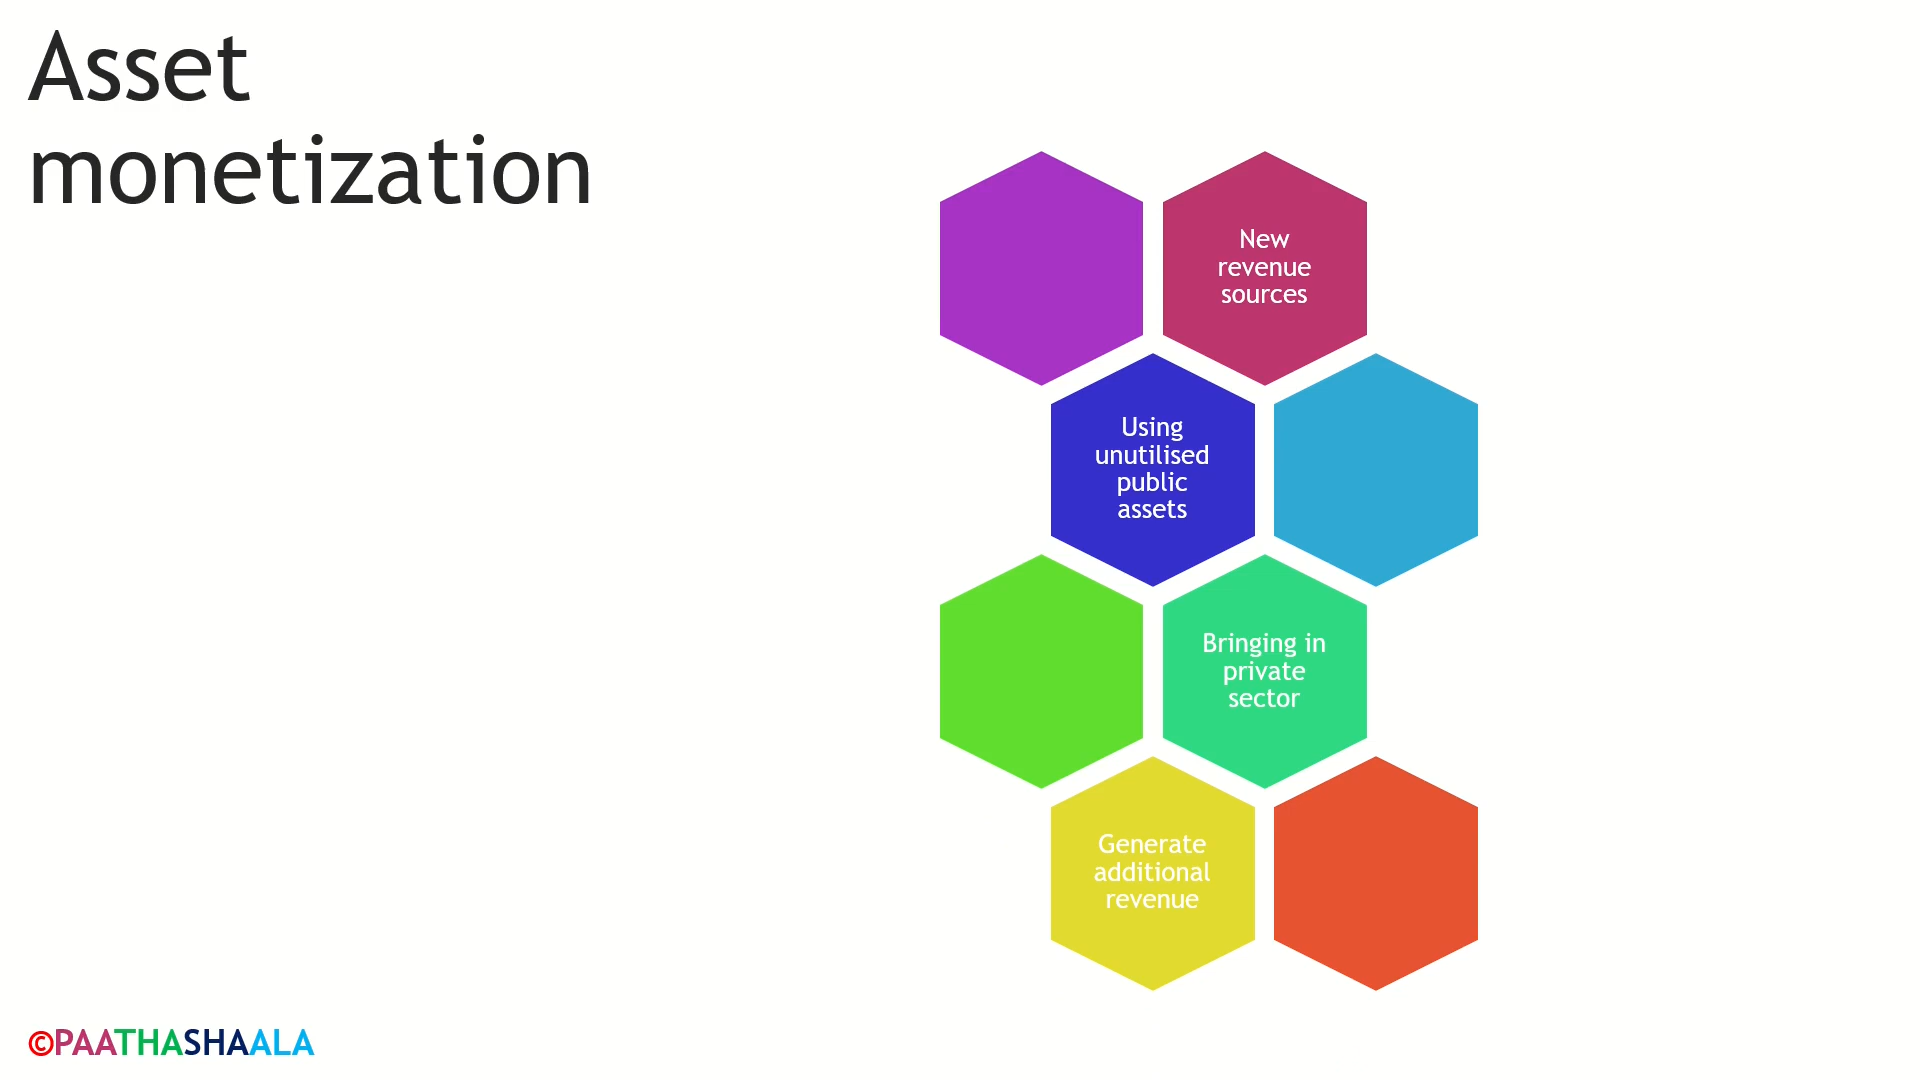 Asset
monetization
New
revenue
sources
Using
unutilised
public
assets
Bringing in
private
sector
Generate
additional
revenue
©PAATHASHAALA